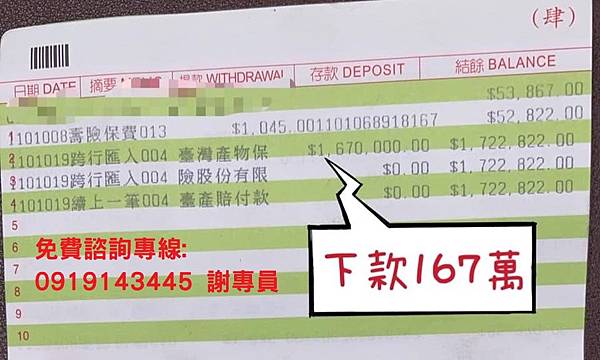 (肆)
日期 DATE 摘要 提款 WITHDRAWAL 存款 DEPOSIT 結餘 BALANCE
$53,867.00
1 1101008壽險保費013 $1,045.001101068918167 $52,822.00
2 1101019跨行匯入004 臺灣產物保 $1,670,000.00 $1,722,822.00
3 1101019跨行匯入004 險股份有限 $0.00 $1,722,822.00
4 1101019續上一筆004 臺產賠付款 $0.00 $1,722,822.00
5
6
7
8
9
10
免費諮詢專線:
0919143445 謝專員
下款167萬